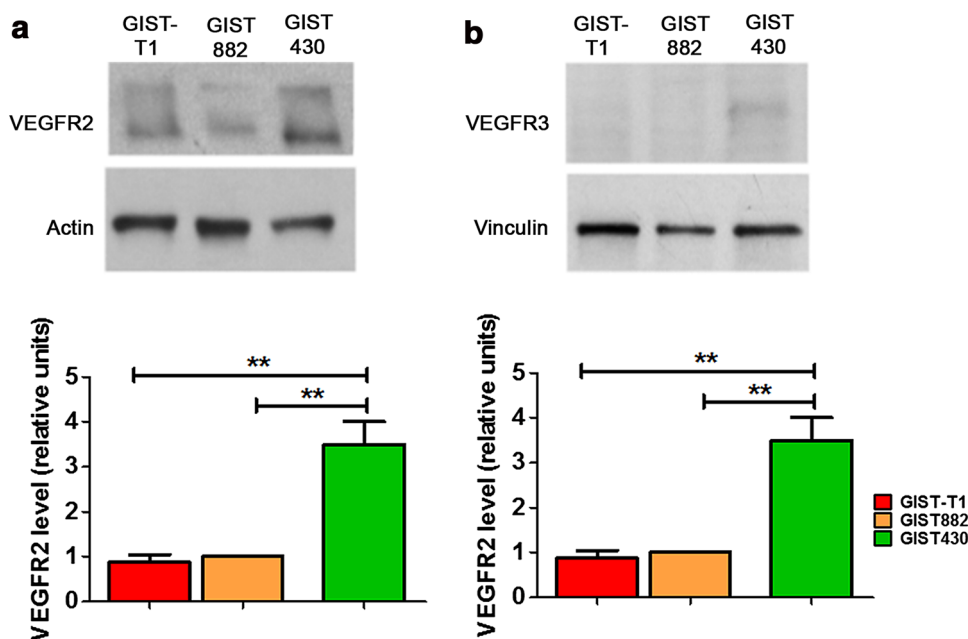 a
GIST-
T1
GIST
882
GIST
430
VEGFR2
Actin
VEGFR2 level (relative units)
5
4
3
2
1
0
**
**
b
GIST-
T1
GIST
882
GIST
430
VEGFR3
Vinculin
VEGFR2 level (relative units)
5
4
3
2
1
0
**
**
GIST-T1
GIST882
GIST430